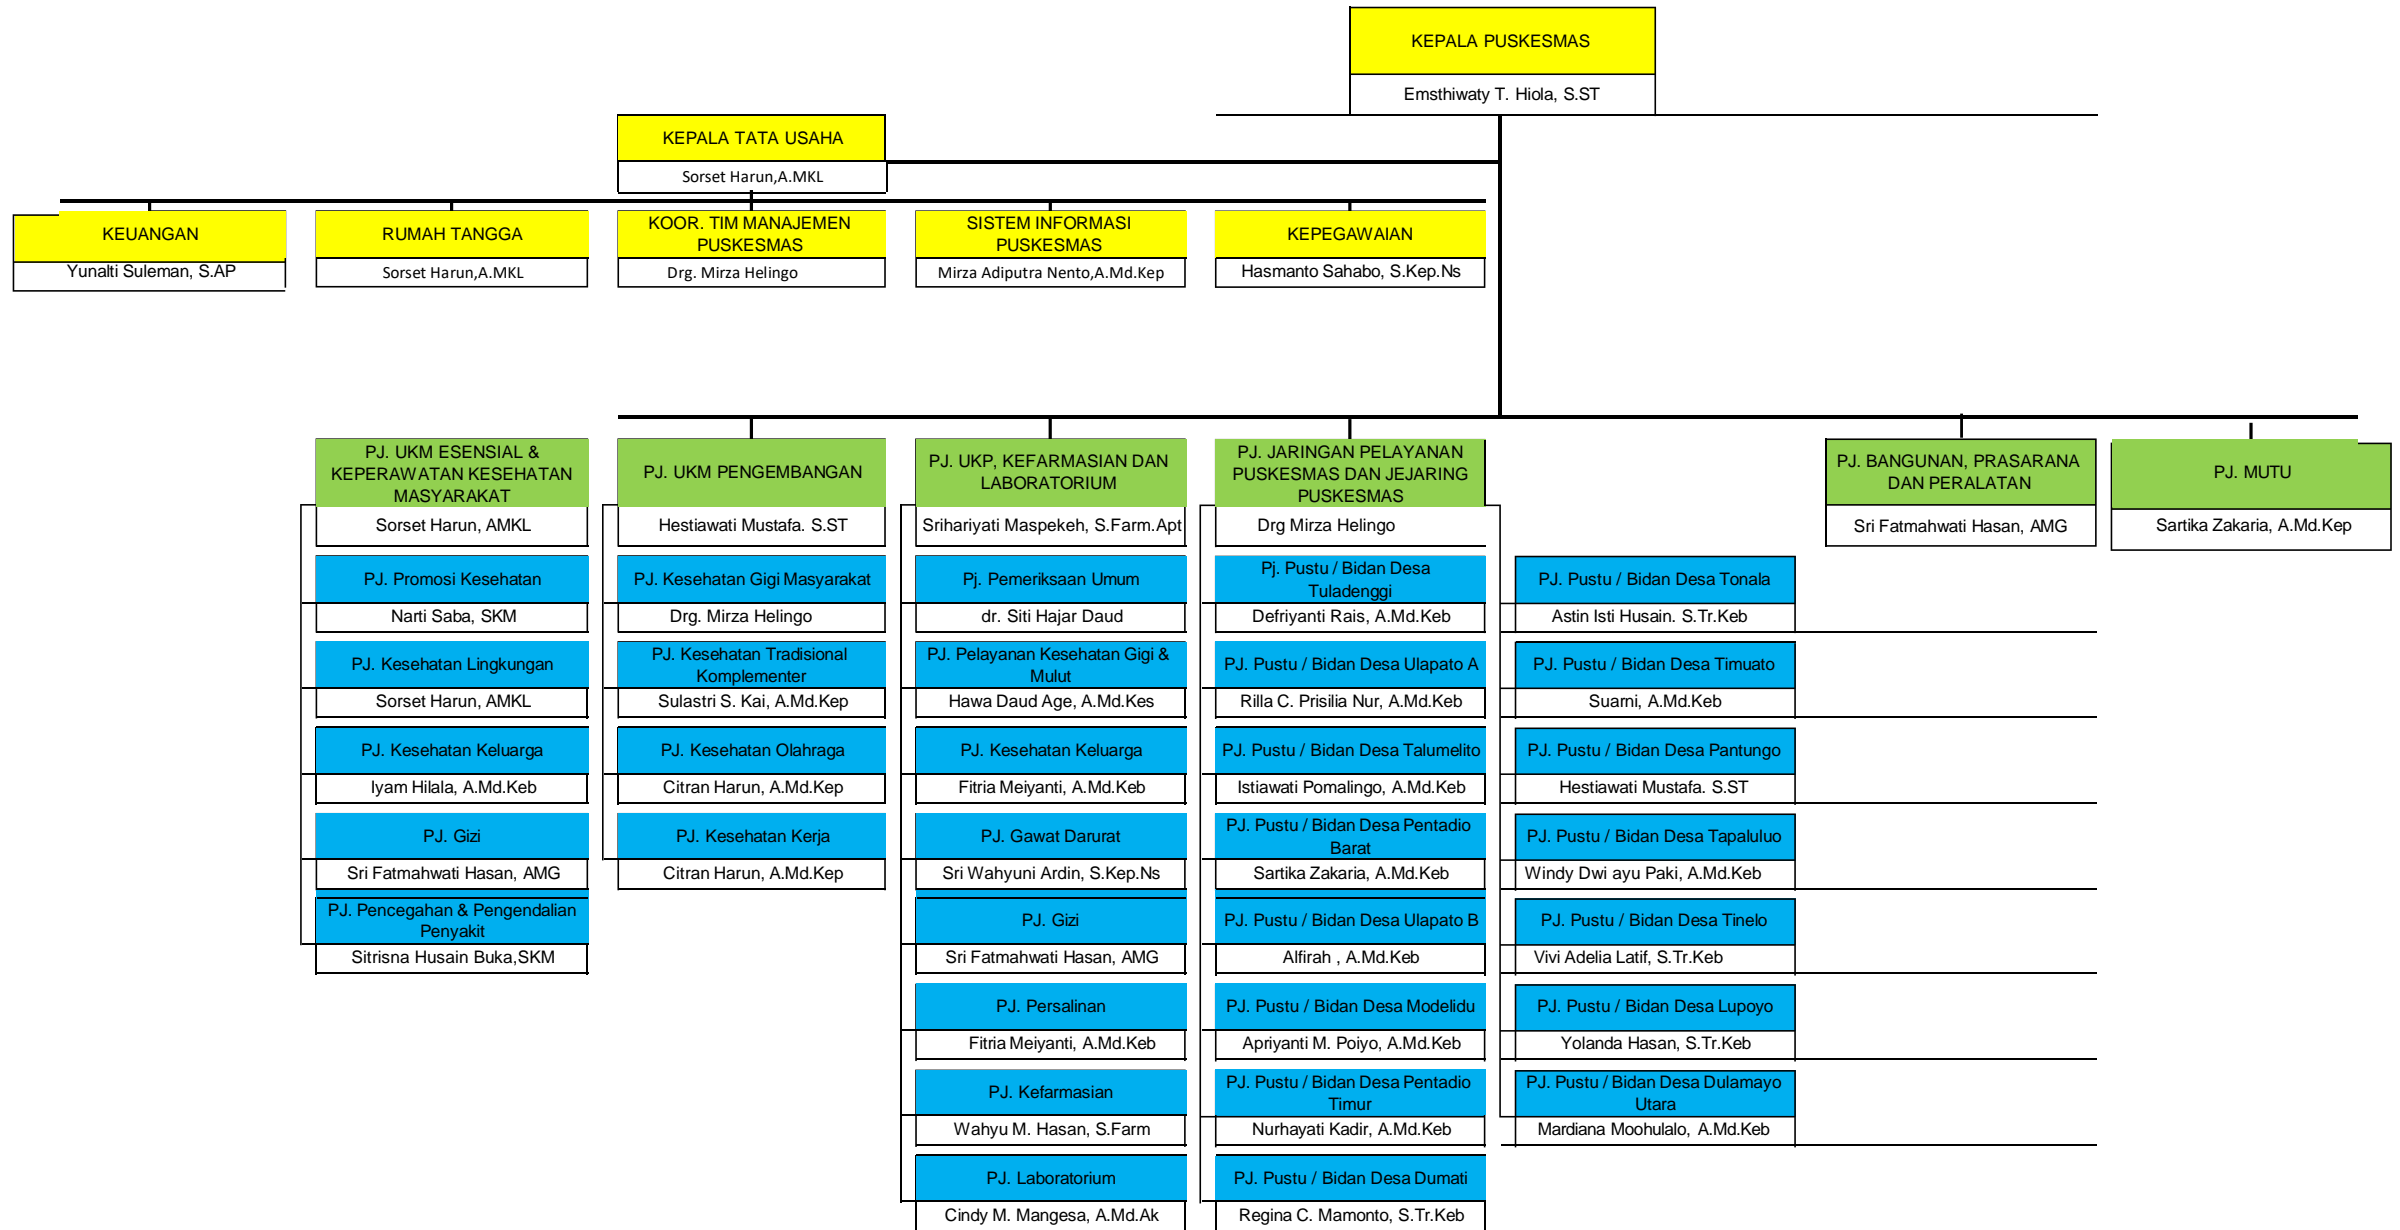 KEPALA PUSKESMAS
Emsthiwaty T. Hiola, S.ST
KEPALA TATA USAHA
Sorset Harun,A.MKL
KEUANGAN
Yunalti Suleman, S.AP
RUMAH TANGGA
Sorset Harun,A.MKL
KOOR. TIM MANAJEMEN
PUSKESMAS
Drg. Mirza Helingo
SISTEM INFORMASI
PUSKESMAS
Mirza Adiputra Nento,A.Md.Kep
KEPEGAWAIAN
Hasmanto Sahabo, S.Kep.Ns
PJ. UKM ESENSIAL &
KEPERAWATAN KESEHATAN
MASYARAKAT
Sorset Harun, AMKL
PJ. Promosi Kesehatan
Narti Saba, SKM
PJ. Kesehatan Lingkungan
Sorset Harun, AMKL
PJ. Kesehatan Keluarga
Iyam Hilala, A.Md.Keb
PJ. Gizi
Sri Fatmahwati Hasan, AMG
PJ. Pencegahan & Pengendalian
Penyakit
Sitrisna Husain Buka,SKM
PJ. UKM PENGEMBANGAN
Hestiawati Mustafa. S.ST
PJ. Kesehatan Gigi Masyarakat
Drg. Mirza Helingo
PJ. Kesehatan Tradisional
Komplementer
Sulastri S. Kai, A.Md.Kep
PJ. Kesehatan Olahraga
Citran Harun, A.Md.Kep
PJ. Kesehatan Kerja
Citran Harun, A.Md.Kep
PJ. UKP, KEFARMASIAN DAN
LABORATORIUM
Srihariyati Maspekeh, S.Farm.Apt
Pj. Pemeriksaan Umum
dr. Siti Hajar Daud
PJ. Pelayanan Kesehatan Gigi &
Mulut
Hawa Daud Age, A.Md.Kes
PJ. Kesehatan Keluarga
Fitria Meiyanti, A.Md.Keb
PJ. Gawat Darurat
Sri Wahyuni Ardin, S.Kep.Ns
PJ. Gizi
Sri Fatmahwati Hasan, AMG
PJ. Persalinan
Fitria Meiyanti, A.Md.Keb
PJ. Kefarmasian
Wahyu M. Hasan, S.Farm
PJ. Laboratorium
Cindy M. Mangesa, A.Md.Ak
PJ. JARINGAN PELAYANAN
PUSKESMAS DAN JEJARING
PUSKESMAS
Drg Mirza Helingo
Pj. Pustu / Bidan Desa
Tuladenggi
Defriyanti Rais, A.Md.Keb
PJ. Pustu / Bidan Desa Ulapato A
Rilla C. Prisilia Nur, A.Md.Keb
PJ. Pustu / Bidan Desa Talumelito
Istiawati Pomalingo, A.Md.Keb
PJ. Pustu / Bidan Desa Pentadio
Barat
Sartika Zakaria, A.Md.Keb
PJ. Pustu / Bidan Desa Ulapato B
Alfirah , A.Md.Keb
PJ. Pustu / Bidan Desa Modelidu
Apriyanti M. Poiyo, A.Md.Keb
PJ. Pustu / Bidan Desa Pentadio
Timur
Nurhayati Kadir, A.Md.Keb
PJ. Pustu / Bidan Desa Dumati
Regina C. Mamonto, S.Tr.Keb
PJ. Pustu / Bidan Desa Tonala
Astin Isti Husain. S.Tr.Keb
PJ. Pustu / Bidan Desa Timuato
Suarni, A.Md.Keb
PJ. Pustu / Bidan Desa Pantungo
Hestiawati Mustafa. S.ST
PJ. Pustu / Bidan Desa Tapaluluo
Windy Dwi ayu Paki, A.Md.Keb
PJ. Pustu / Bidan Desa Tinelo
Vivi Adelia Latif, S.Tr.Keb
PJ. Pustu / Bidan Desa Lupoyo
Yolanda Hasan, S.Tr.Keb
PJ. Pustu / Bidan Desa Dulamayo
Utara
Mardiana Moohulalo, A.Md.Keb
PJ. BANGUNAN, PRASARANA
DAN PERALATAN
Sri Fatmahwati Hasan, AMG
PJ. MUTU
Sartika Zakaria, A.Md.Kep